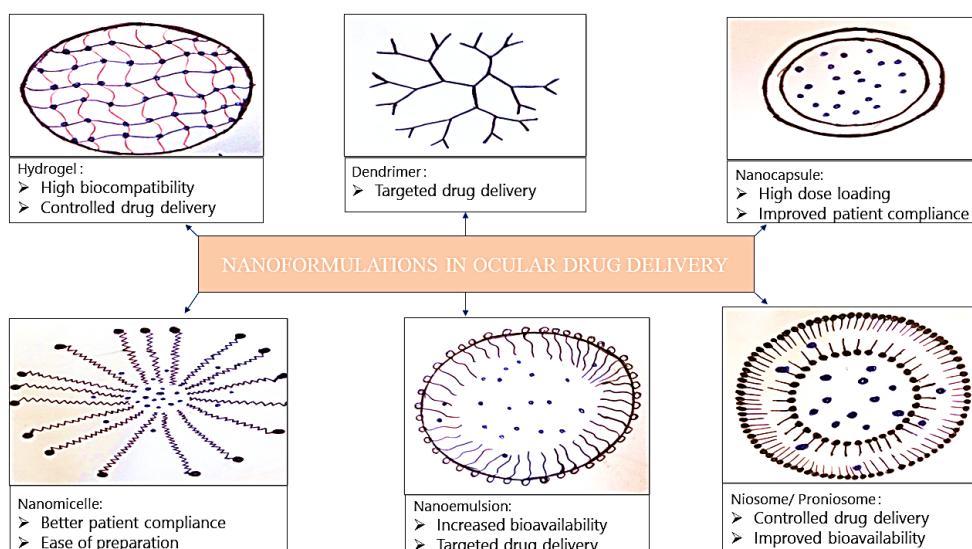 Hydrogel :
➢ High biocompatibility
➢ Controlled drug delivery
Dendrimer :
➢ Targeted drug delivery
Nanocapsule:
➢ High dose loading
➢ Improved patient compliance
NANOFORMULATIONS IN OCULAR DRUG DELIVERY
Nanomicelle:
➢ Better patient compliance
➢ Ease of preparation
Nanoemulsion:
➢ Increased bioavailability
➢ Targeted drug delivery
Niosome/ Proniosome :
➢ Controlled drug delivery
➢ Improved bioavailability